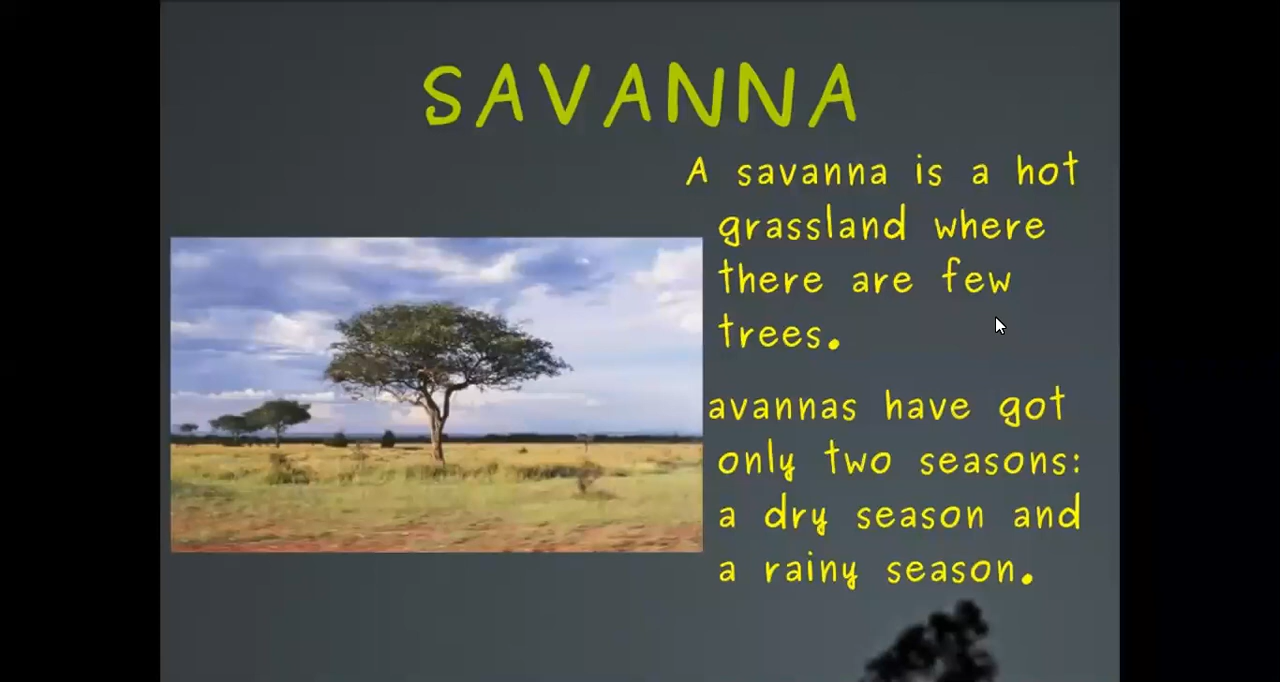 SAVANNA
A savanna is a hot
grassland where
there are few
trees.
avannas have got
only two seasons:
a dry season and
a rainy season.